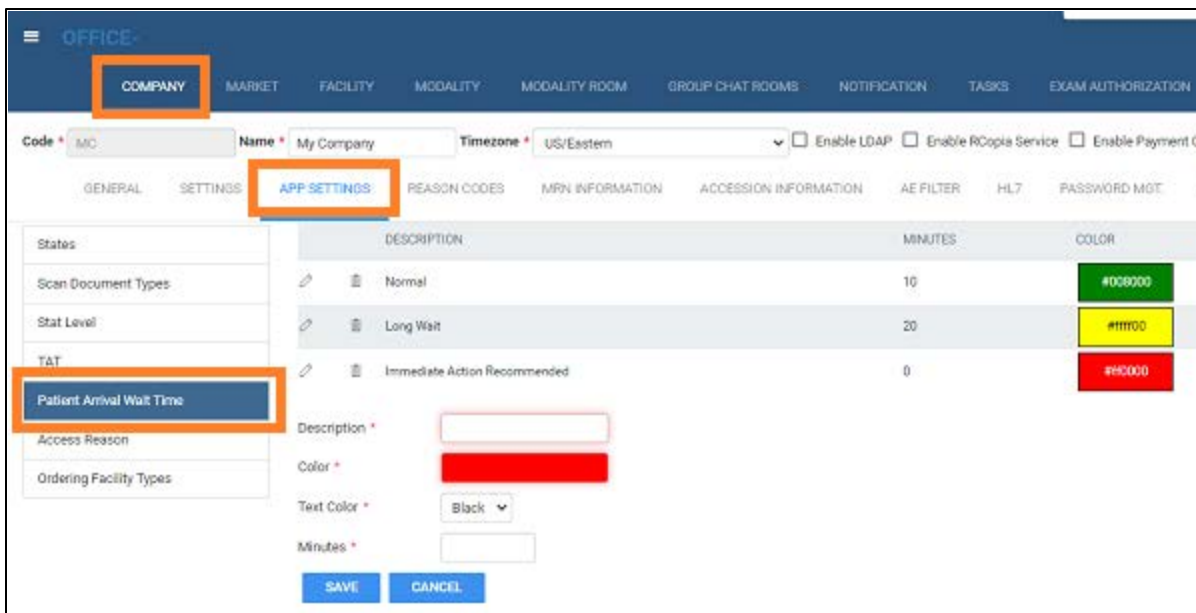 OFFICE-
COMPANY MARKET FACILITY MODALITY MODALITY ROOM GROUP CHAT ROOMS NOTIFICATION TASKS EXAM AUTHORIZATION
Code * MC Name * My Company Timezone * US/Eastern Enable LDAP Enable RCopia Service Enable Payment
GENERAL SETTINGS APP SETTINGS REASON CODES MRN INFORMATION ACCESSION INFORMATION AE FILTER HL7 PASSWORD MGT.
States
Scan Document Types
Stat Level
TAT
Patient Arrival Wait Time
Access Reason
Ordering Facility Types
DESCRIPTION MINUTES COLOR
Normal 10 #008000
Long Wait 20 #ffff00
Immediate Action Recommended 0 #ff0000
Description *
Color *
Text Color * Black
Minutes *
SAVE CANCEL